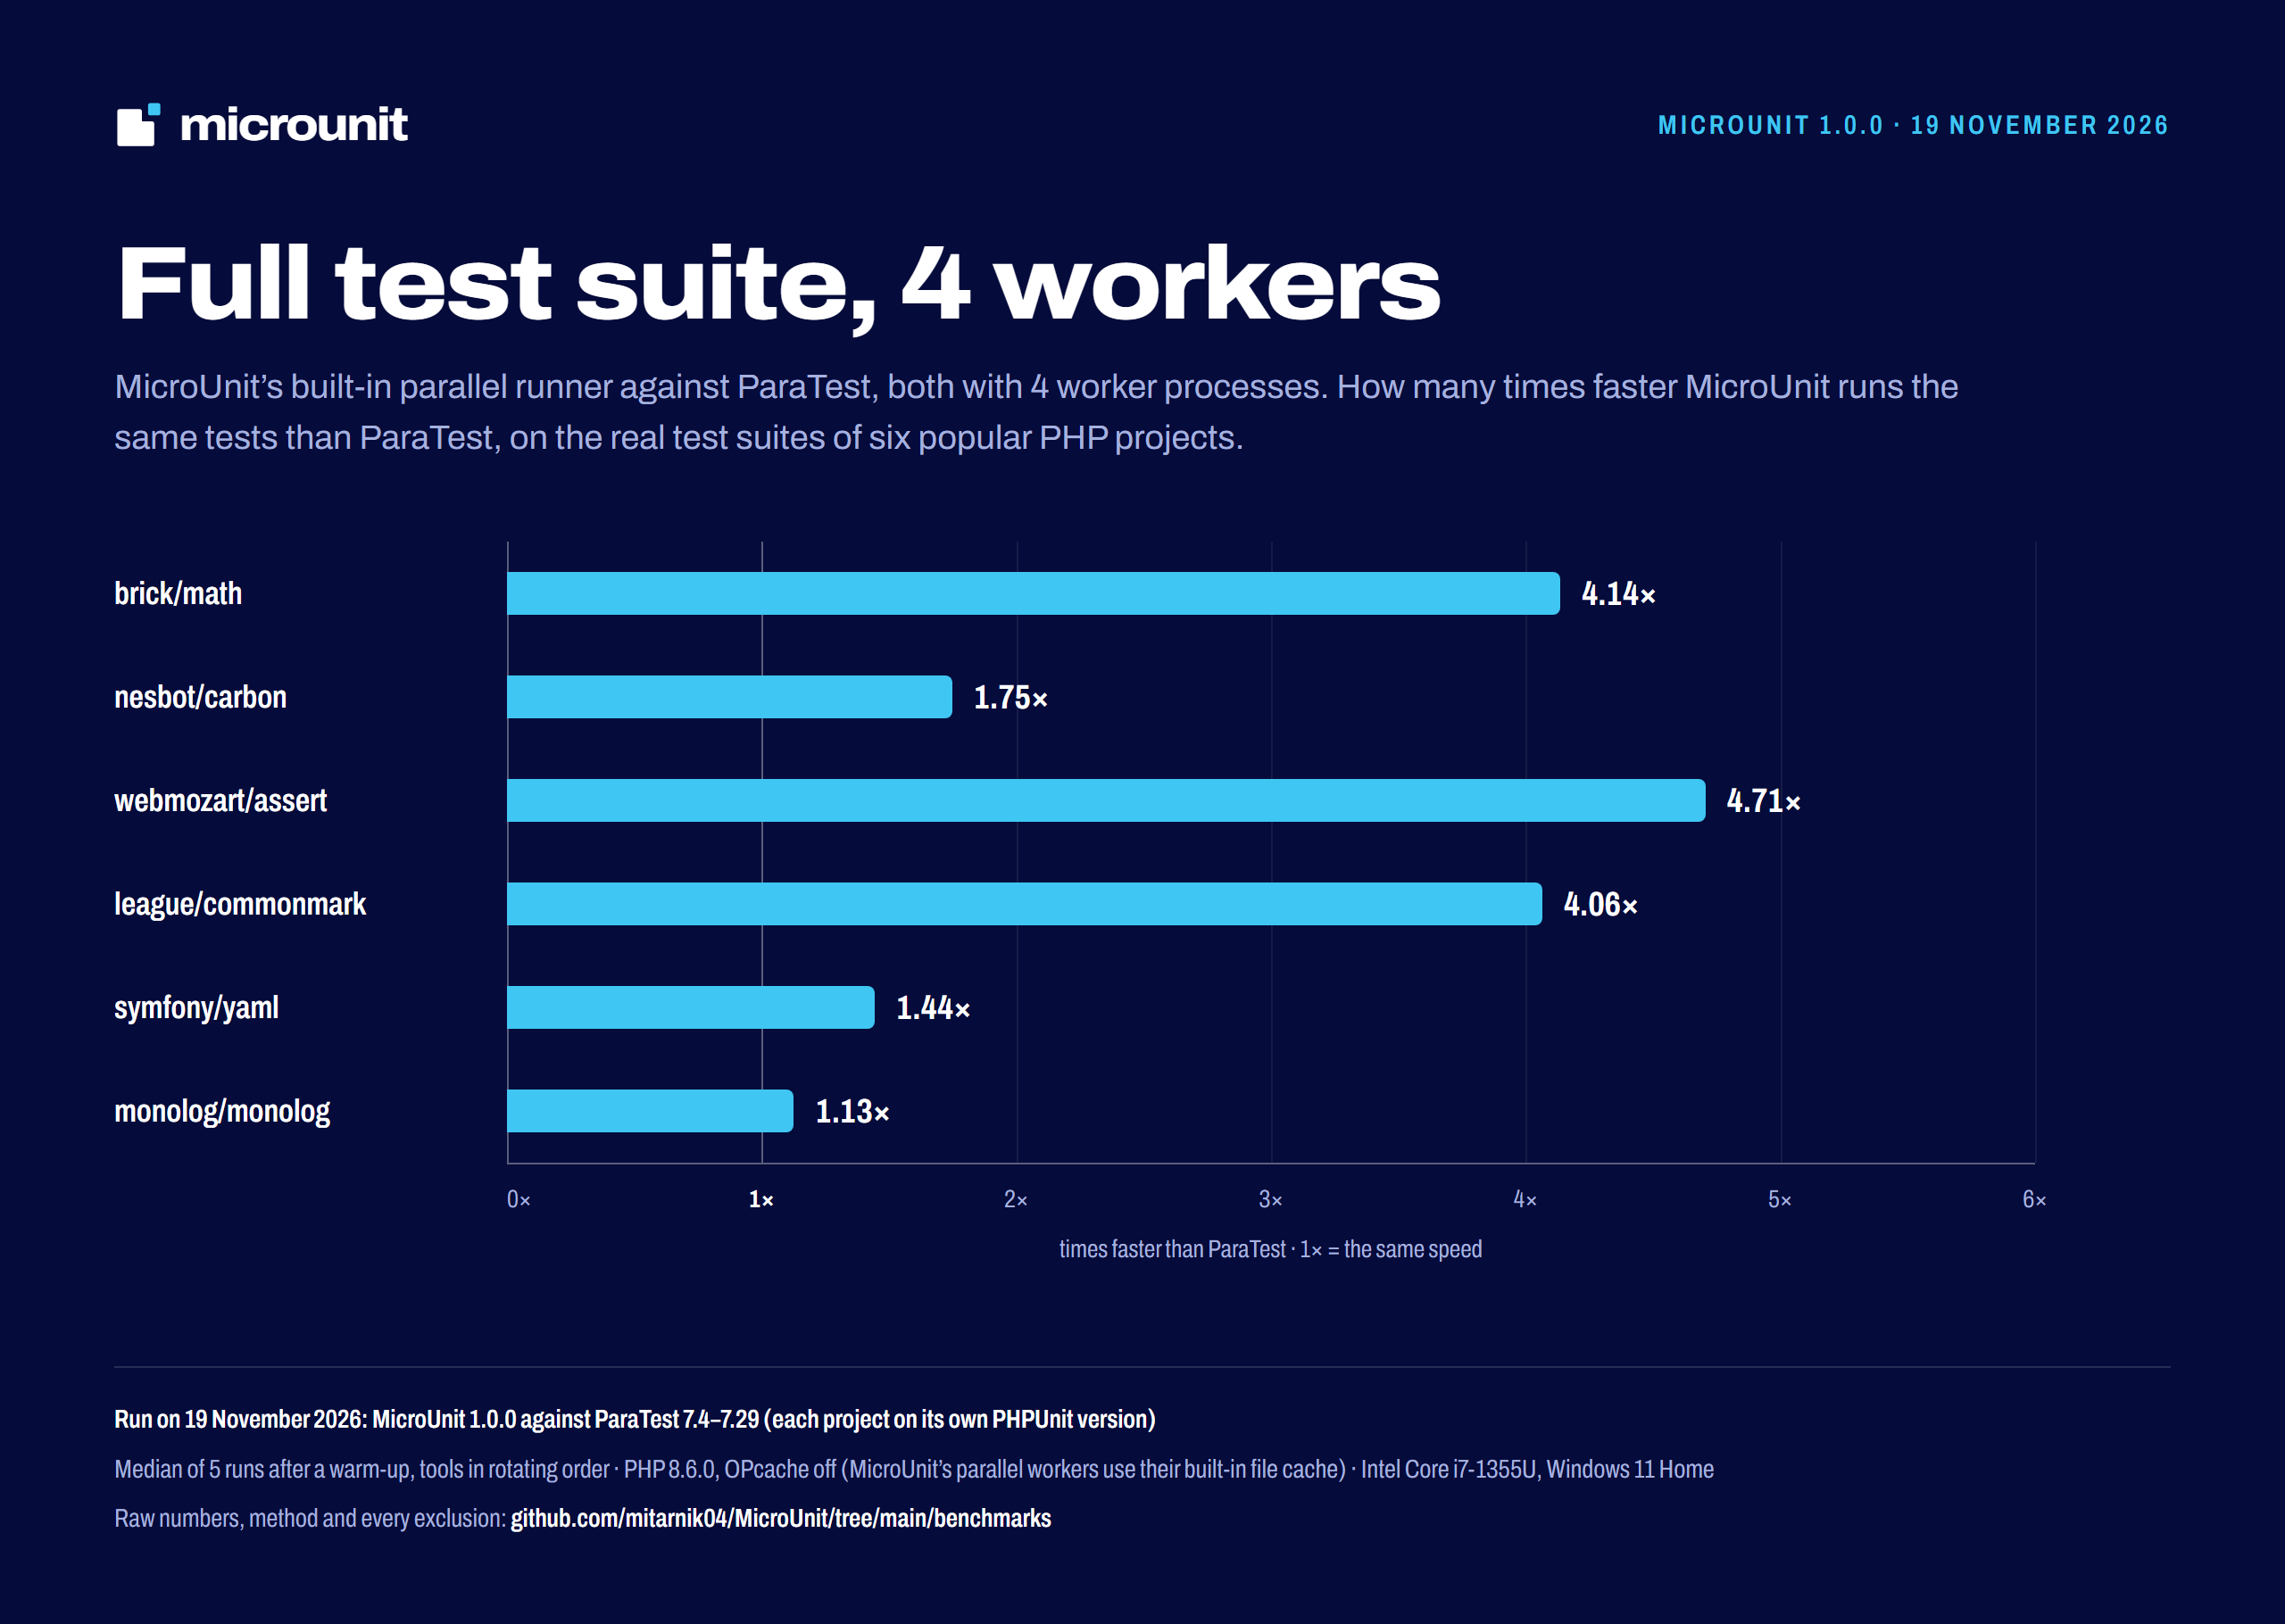 microunit
MICROUNIT 1.0.0 · 19 NOVEMBER 2026
Full test suite, 4 workers
MicroUnit’s built-in parallel runner against ParaTest, both with 4 worker processes. How many times faster MicroUnit runs the
same tests than ParaTest, on the real test suites of six popular PHP projects.
brick/math 4.14×
nesbot/carbon 1.75×
webmozart/assert 4.71×
league/commonmark 4.06×
symfony/yaml 1.44×
monolog/monolog 1.13×
0× 1× 2× 3× 4× 5× 6×
times faster than ParaTest · 1× = the same speed
Run on 19 November 2026: MicroUnit 1.0.0 against ParaTest 7.4–7.29 (each project on its own PHPUnit version)
Median of 5 runs after a warm-up, tools in rotating order · PHP 8.6.0, OPcache off (MicroUnit’s parallel workers use their built-in file cache) · Intel Core i7-1355U, Windows 11 Home
Raw numbers, method and every exclusion: github.com/mitarnik04/MicroUnit/tree/main/benchmarks